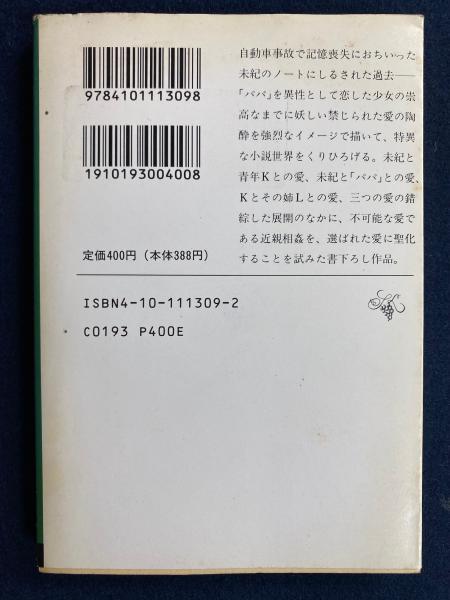 9784101113098
1910193004008
定価400円（本体388円）
ISBN4-10-111309-2
C0193 P400E
自動車事故で記憶喪失におちいった
未紀のノートにしるされた過去――
「パパ」を異性として恋した少女の崇
高なまでに妖しい禁じられた愛の陶
酔を強烈なイメージで描いて、特異
な小説世界をくりひろげる。未紀と
青年Kとの愛、未紀と「パパ」との愛、
Kとその姉Lとの愛、三つの愛の錯
綜した展開のなかに、不可能な愛で
ある近親相姦を、選ばれた愛に聖化
することを試みた書下ろし作品。